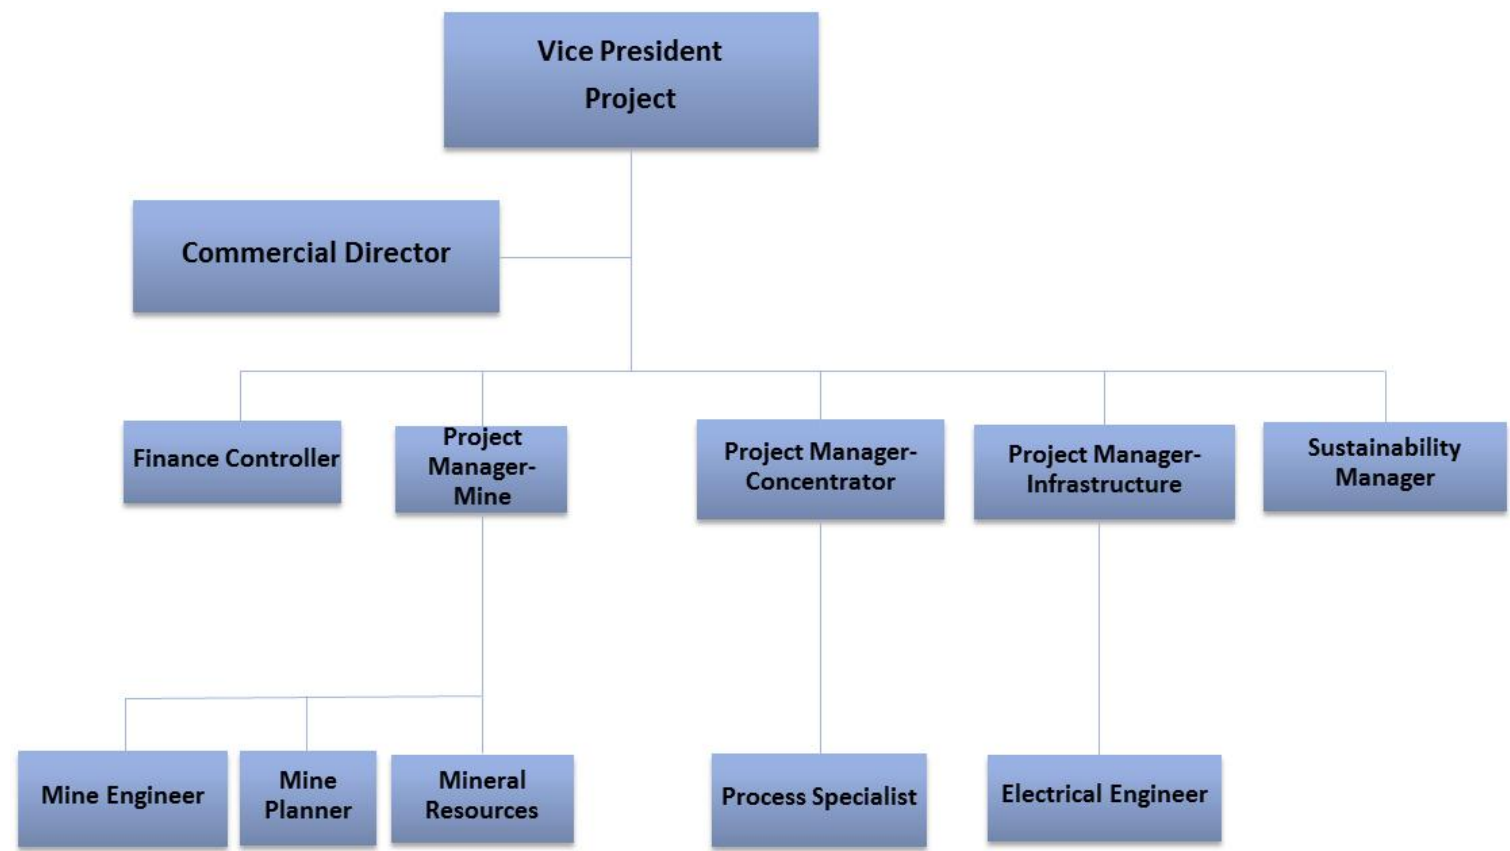 Vice President
Project
Commercial Director
Finance Controller
Project
Manager-
Mine
Project Manager-
Concentrator
Project Manager-
Infrastructure
Sustainability
Manager
Mine Engineer
Mine
Planner
Mineral
Resources
Process Specialist
Electrical Engineer